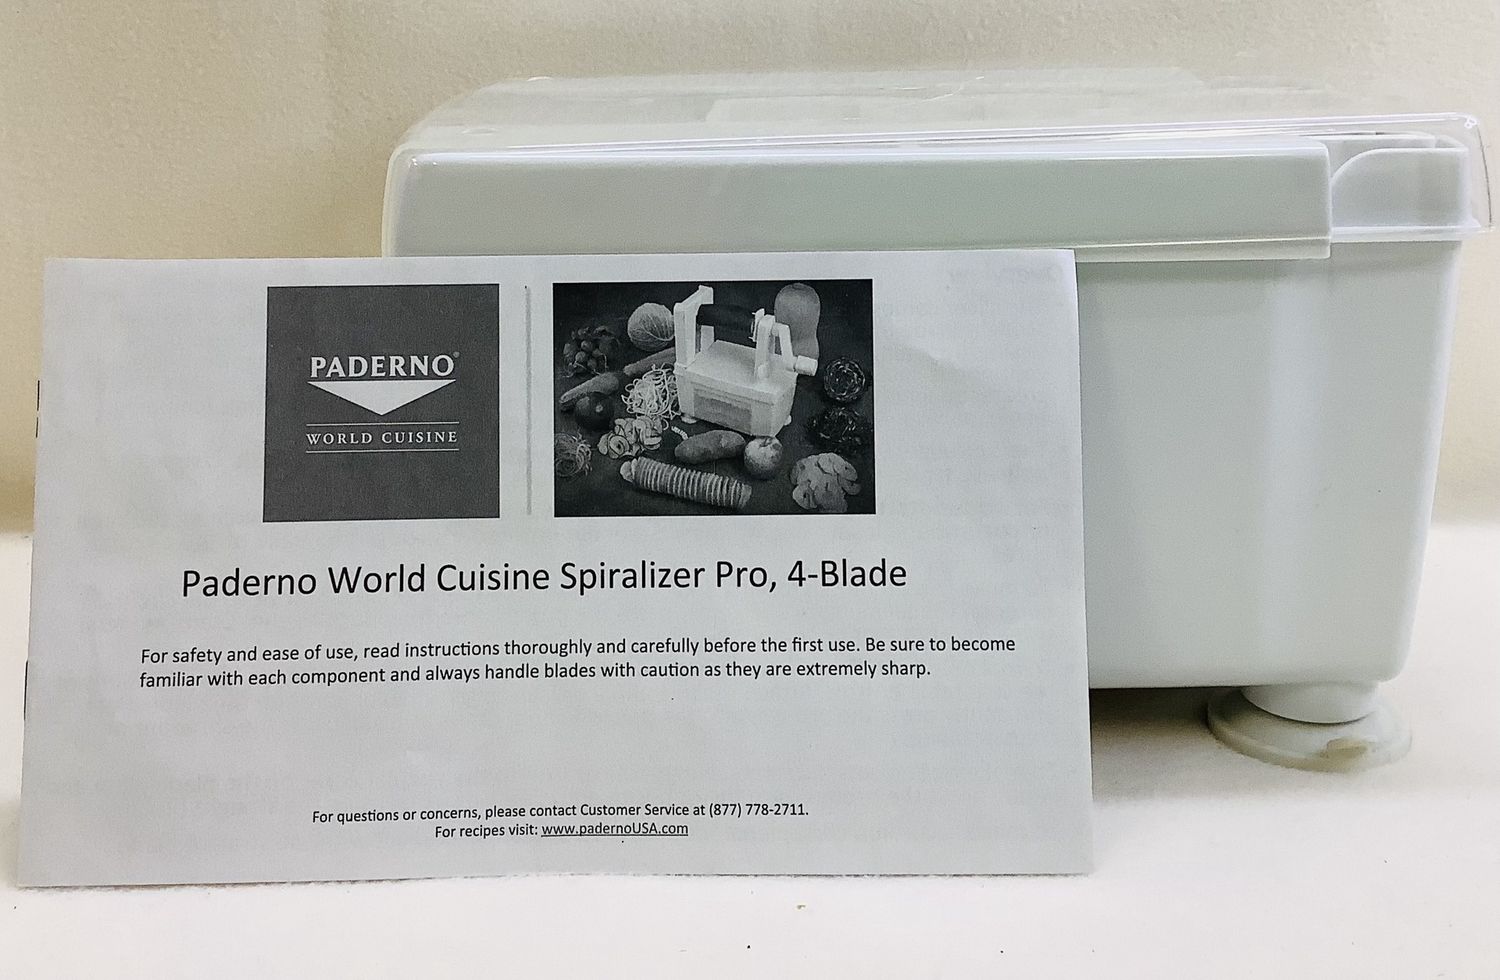 PADERNO®
WORLD CUISINE
Paderno World Cuisine Spiralizer Pro, 4-Blade
For safety and ease of use, read instructions thoroughly and carefully before the first use. Be sure to become
familiar with each component and always handle blades with caution as they are extremely sharp.
For questions or concerns, please contact Customer Service at (877) 778-2711.
For recipes visit: www.padernoUSA.com